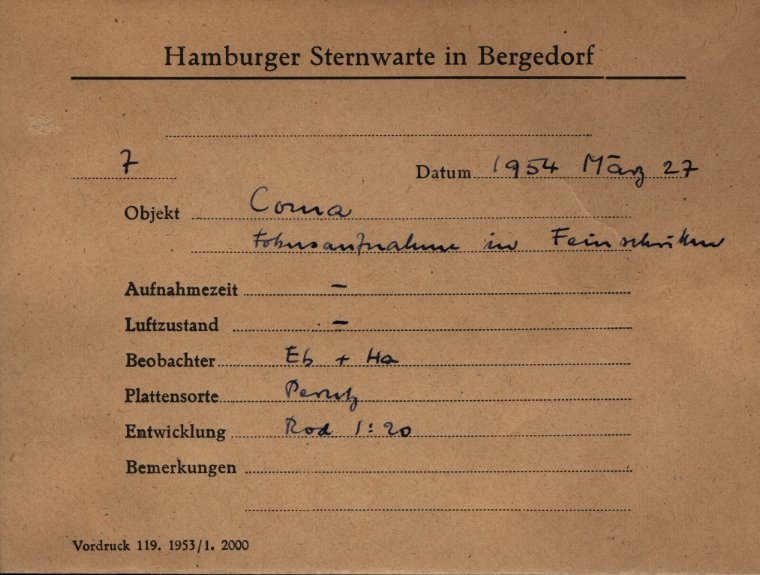 Hamburger Sternwarte in Bergedorf
7 Datum 1954 März 27
Objekt Coma
Fokusaufnahme in Feinschritten
Aufnahmezeit –
Luftzustand –
Beobachter Eb + Ha
Plattensorte Perutz
Entwicklung Rod 1:20
Bemerkungen
Vordruck 119. 1953/1. 2000